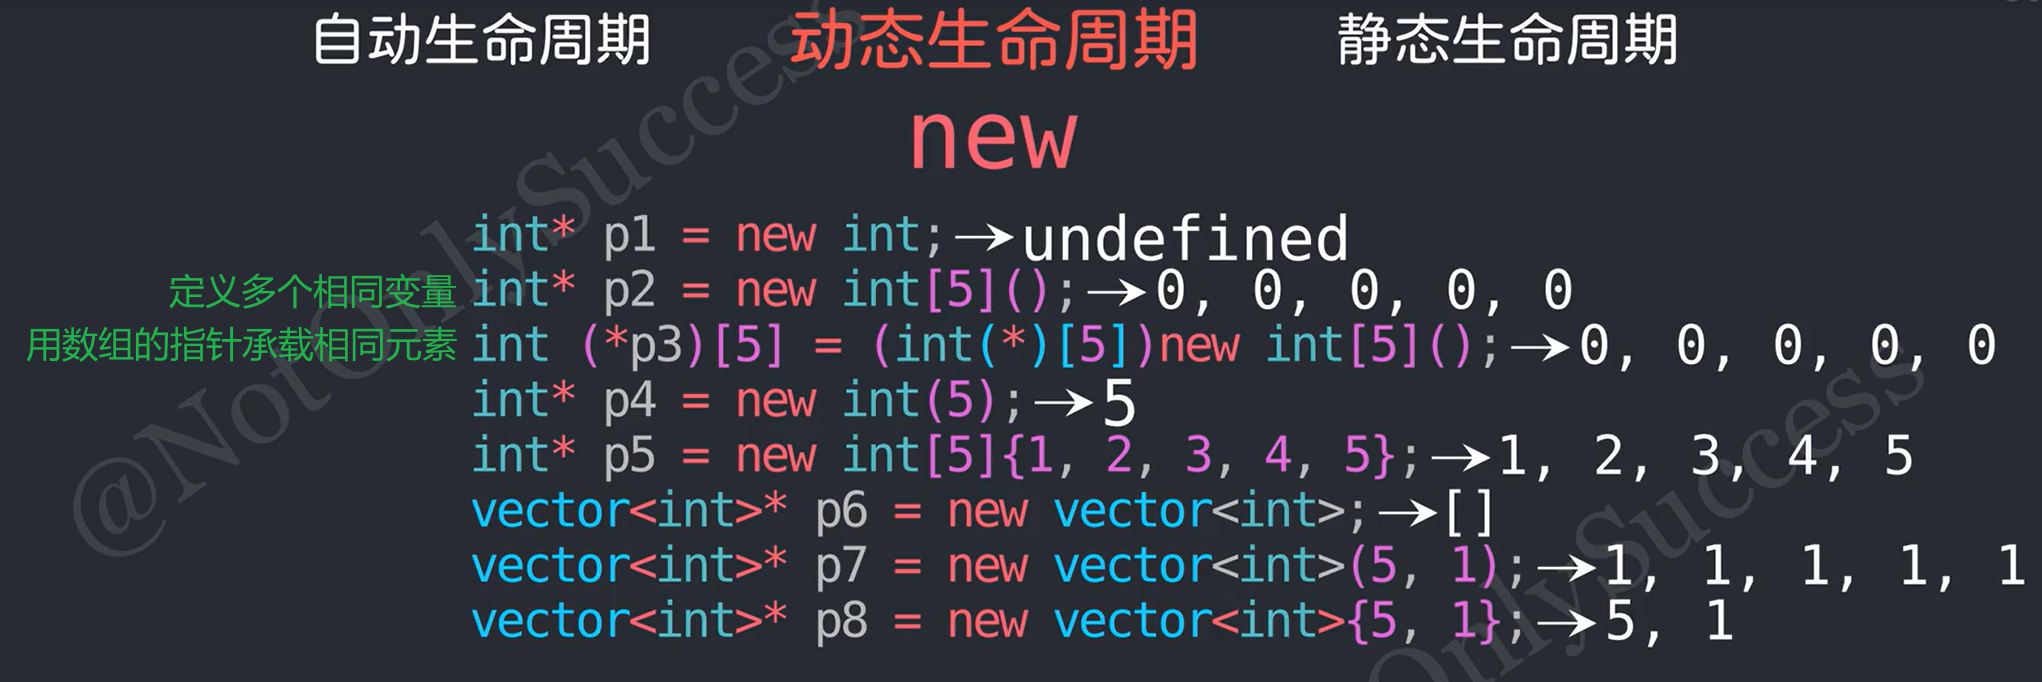 自动生命周期 动态生命周期 静态生命周期
new
int* p1 = new int;→undefined
定义多个相同变量 int* p2 = new int[5]();→0, 0, 0, 0, 0
用数组的指针承载相同元素 int (*p3)[5] = (int(*)[5])new int[5]();→0, 0, 0, 0, 0
int* p4 = new int(5);→5
int* p5 = new int[5]{1, 2, 3, 4, 5};→1, 2, 3, 4, 5
vector<int>* p6 = new vector<int>;→[]
vector<int>* p7 = new vector<int>(5, 1);→1, 1, 1, 1, 1
vector<int>* p8 = new vector<int>{5, 1};→5, 1
@NotOnlySuccess
OnlySuccess